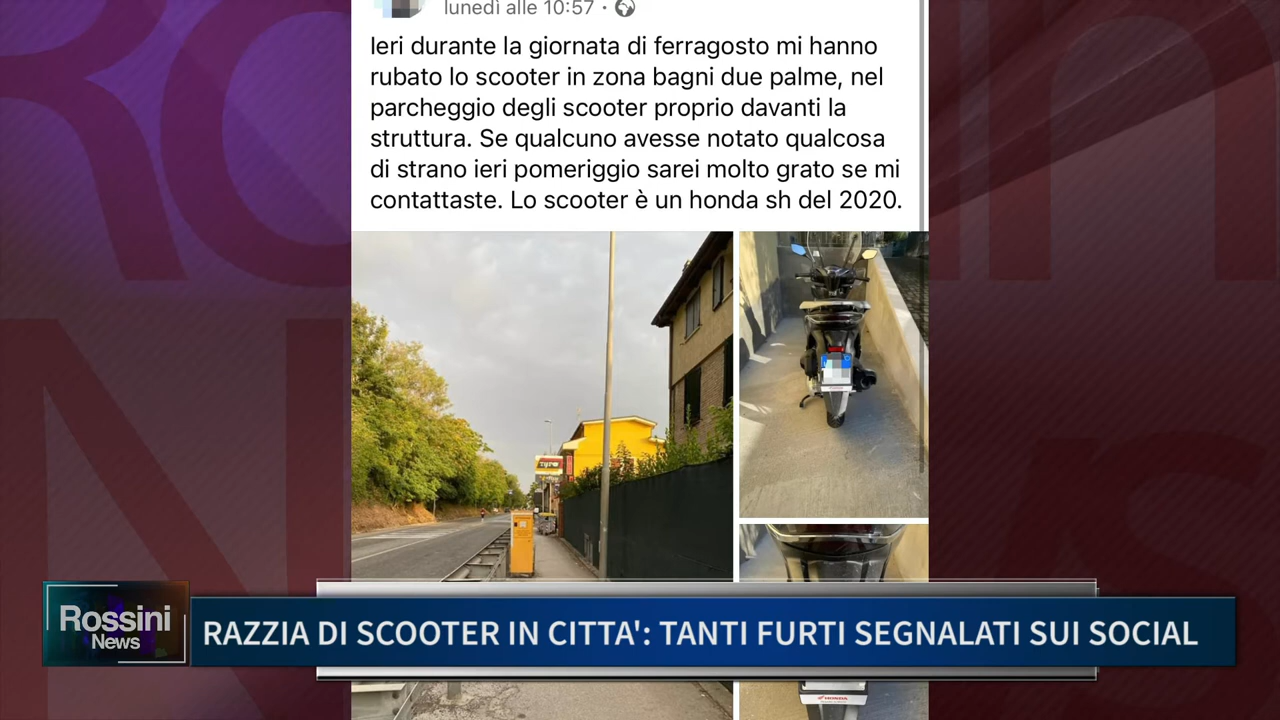 lunedì alle 10:57 ·
Ieri durante la giornata di ferragosto mi hanno
rubato lo scooter in zona bagni due palme, nel
parcheggio degli scooter proprio davanti la
struttura. Se qualcuno avesse notato qualcosa
di strano ieri pomeriggio sarei molto grato se mi
contattaste. Lo scooter è un honda sh del 2020.
Rossini
News
RAZZIA DI SCOOTER IN CITTA': TANTI FURTI SEGNALATI SUI SOCIAL
HONDA